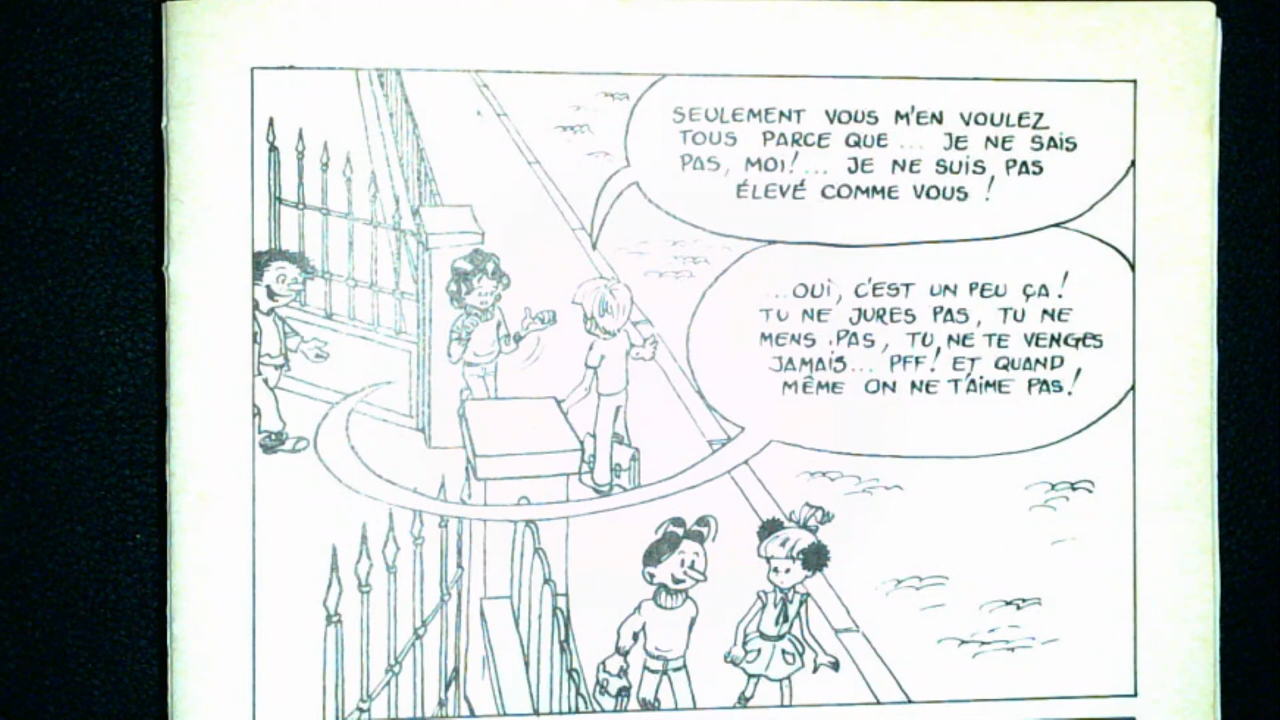 SEULEMENT VOUS M'EN VOULEZ
TOUS PARCE QUE ... JE NE SAIS
PAS, MOI!... JE NE SUIS PAS
ÉLEVÉ COMME VOUS !
...OUI, C'EST UN PEU ÇA!
TU NE JURES PAS, TU NE
MENS PAS, TU NE TE VENGES
JAMAIS... PFF! ET QUAND
MÊME ON NE T'AIME PAS!